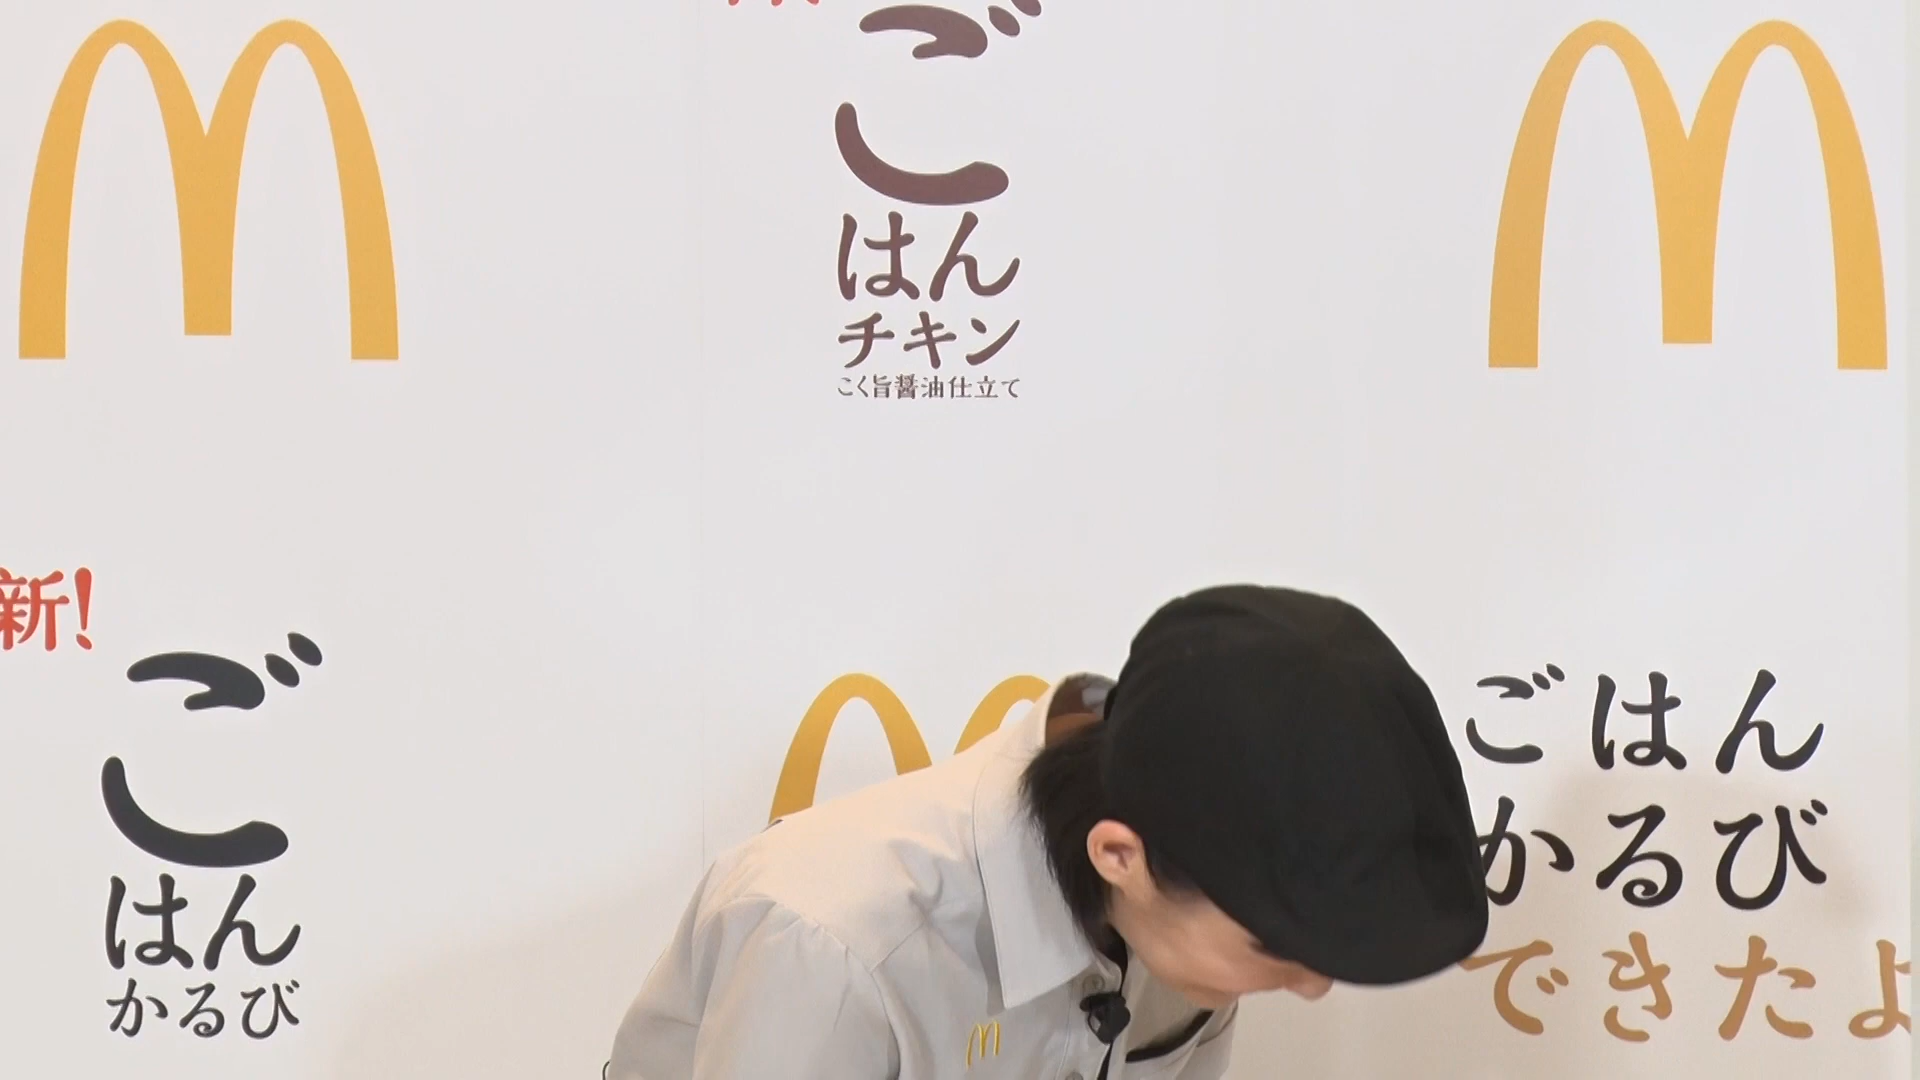 ご
はん
チキン
こく旨醤油仕立て
新!
ご
はん
かるび
ごはん
かるび
できたよ